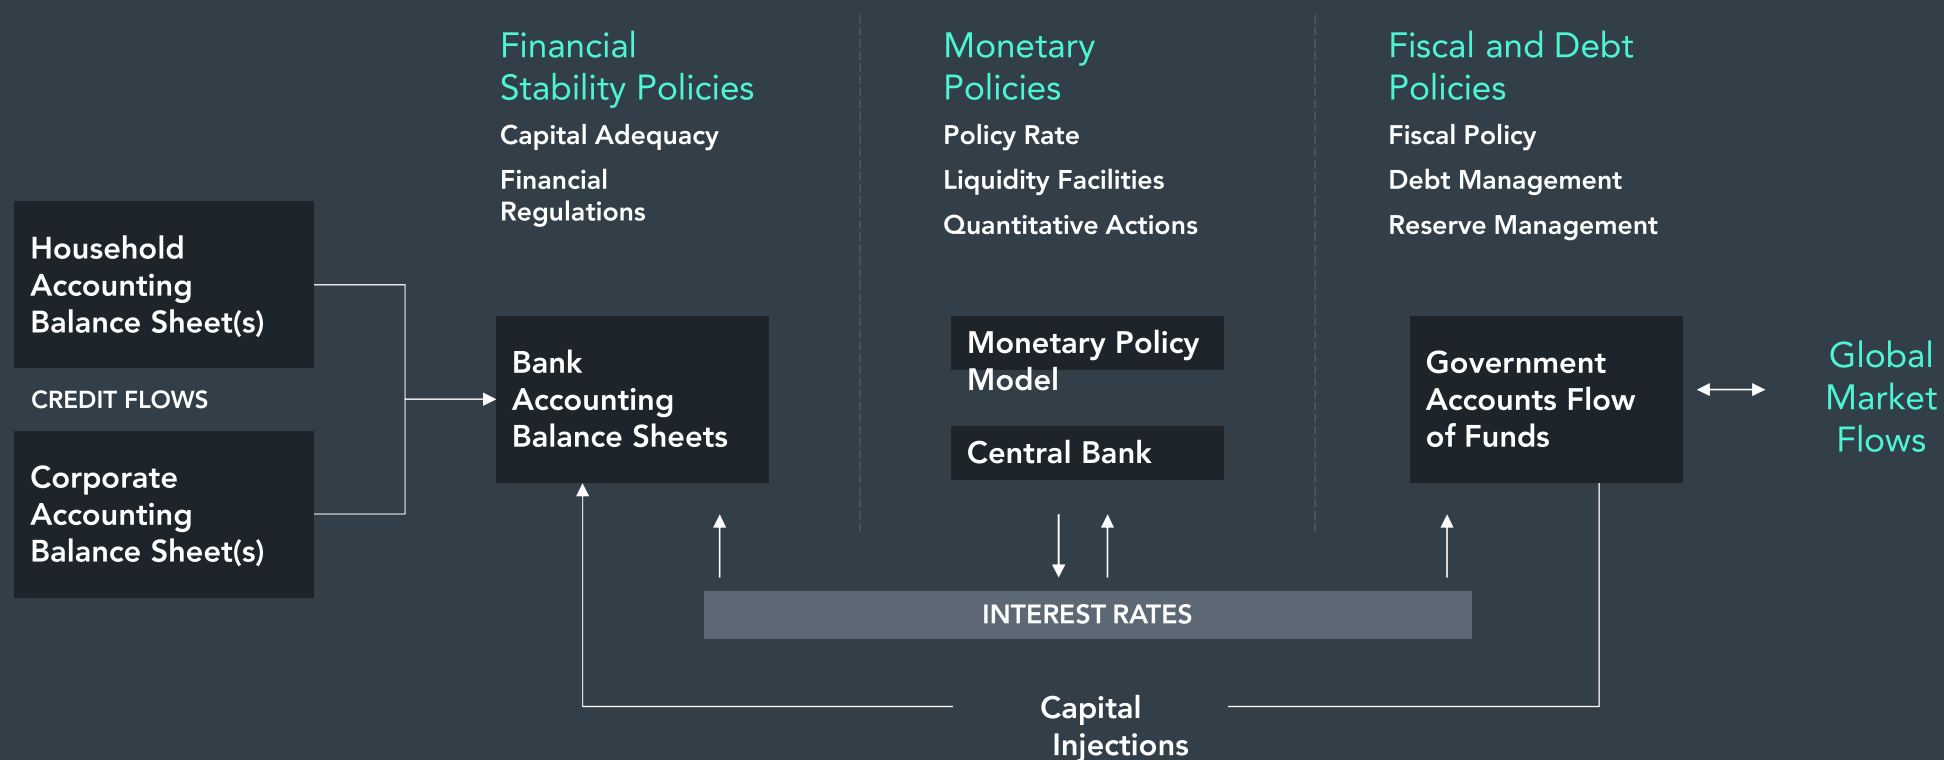 Financial
Stability Policies
Capital Adequacy
Financial
Regulations
Monetary
Policies
Policy Rate
Liquidity Facilities
Quantitative Actions
Fiscal and Debt
Policies
Fiscal Policy
Debt Management
Reserve Management
Household
Accounting
Balance Sheet(s)
CREDIT FLOWS
Corporate
Accounting
Balance Sheet(s)
Bank
Accounting
Balance Sheets
Monetary Policy
Model
Central Bank
Government
Accounts Flow
of Funds
Global
Market
Flows
INTEREST RATES
Capital
Injections